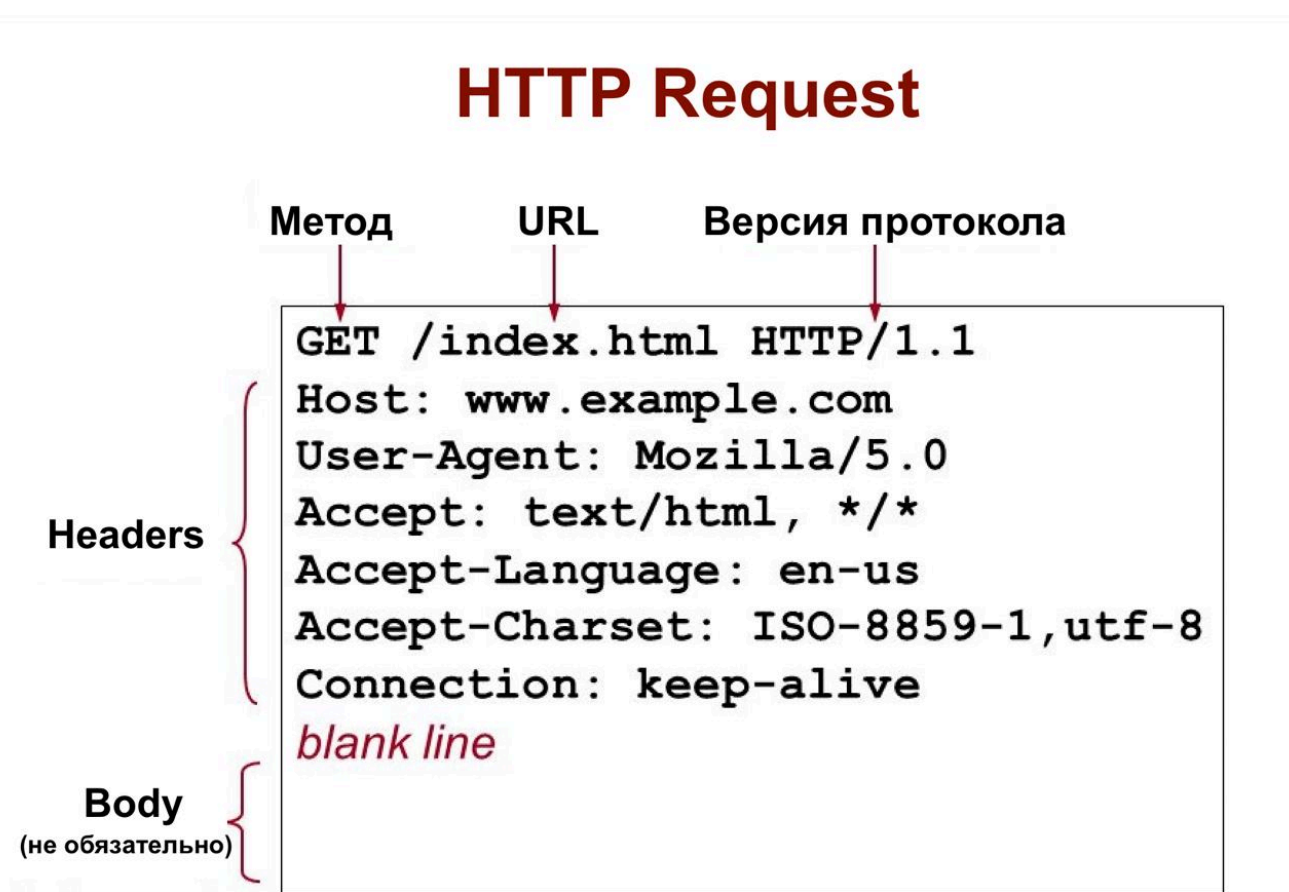 HTTP Request
Метод URL Версия протокола
GET /index.html HTTP/1.1
Host: www.example.com
User-Agent: Mozilla/5.0
Accept: text/html, */*
Headers
Accept-Language: en-us
Accept-Charset: ISO-8859-1,utf-8
Connection: keep-alive
blank line
Body
(не обязательно)